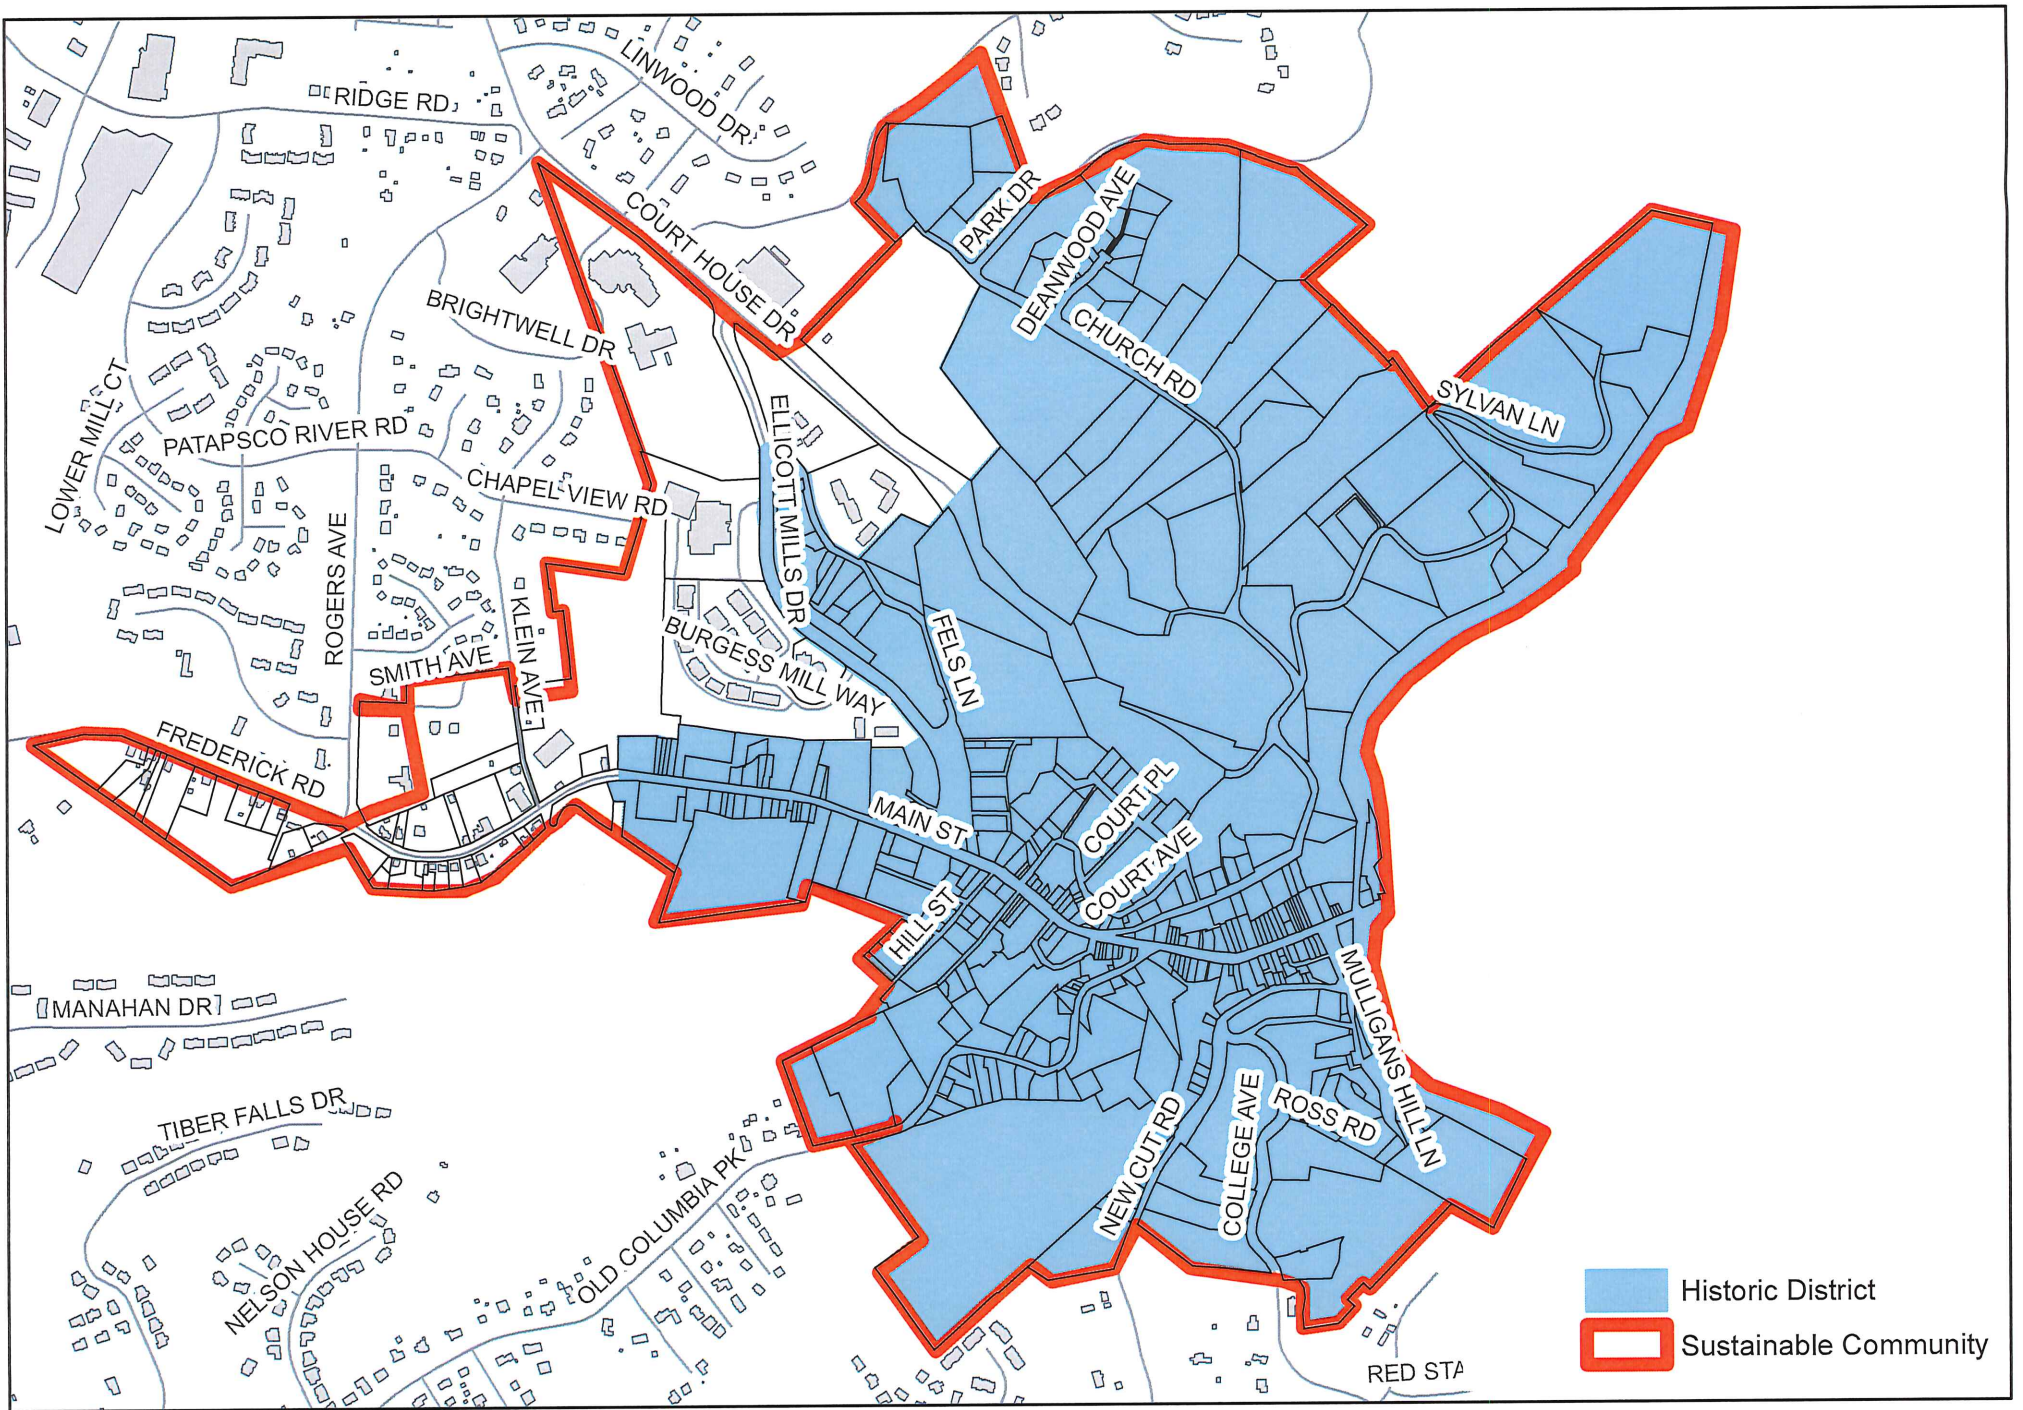 LINWOOD DR
RIDGE RD
COURT HOUSE DR
PARK DR
DEANWOOD AVE
BRIGHTWELL DR
CHURCH RD
LOWER MILL CT
SYLVAN LN
PATAPSCO RIVER RD
ELLICOTT MILLS DR
CHAPEL VIEW RD
ROGERS AVE
KLEIN AVE
FELS LN
BURGESS MILL WAY
SMITH AVE
FREDERICK RD
MAIN ST
COURT PL
COURT AVE
HILL ST
MULLIGANS HILL LN
MANAHAN DR
TIBER FALLS DR
ROSS RD
NEW CUT RD
COLLEGE AVE
OLD COLUMBIA PK
NELSON HOUSE RD
RED STA
Historic District
Sustainable Community